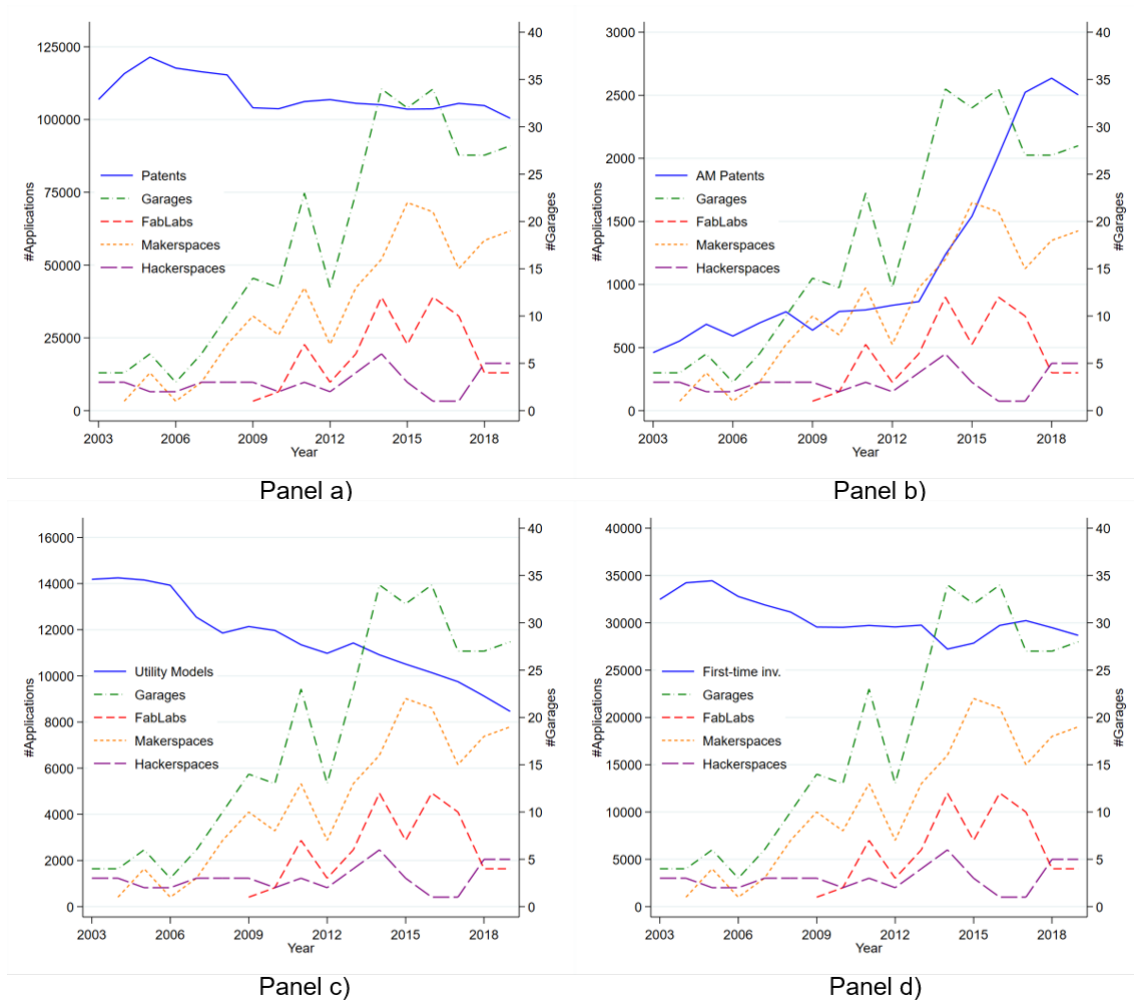 125000
100000
75000
50000
25000
0
#Applications
Patents
Garages
FabLabs
Makerspaces
Hackerspaces
40
35
30
25
20
15
10
5
0
#Garages
2003 2006 2009 2012 2015 2018
Year
Panel a)
3000
2500
2000
1500
1000
500
0
#Applications
AM Patents
Garages
FabLabs
Makerspaces
Hackerspaces
40
35
30
25
20
15
10
5
0
#Garages
2003 2006 2009 2012 2015 2018
Year
Panel b)
16000
14000
12000
10000
8000
6000
4000
2000
0
#Applications
Utility Models
Garages
FabLabs
Makerspaces
Hackerspaces
40
35
30
25
20
15
10
5
0
#Garages
2003 2006 2009 2012 2015 2018
Year
Panel c)
40000
35000
30000
25000
20000
15000
10000
5000
0
#Applications
First-time inv.
Garages
FabLabs
Makerspaces
Hackerspaces
40
35
30
25
20
15
10
5
0
#Garages
2003 2006 2009 2012 2015 2018
Year
Panel d)